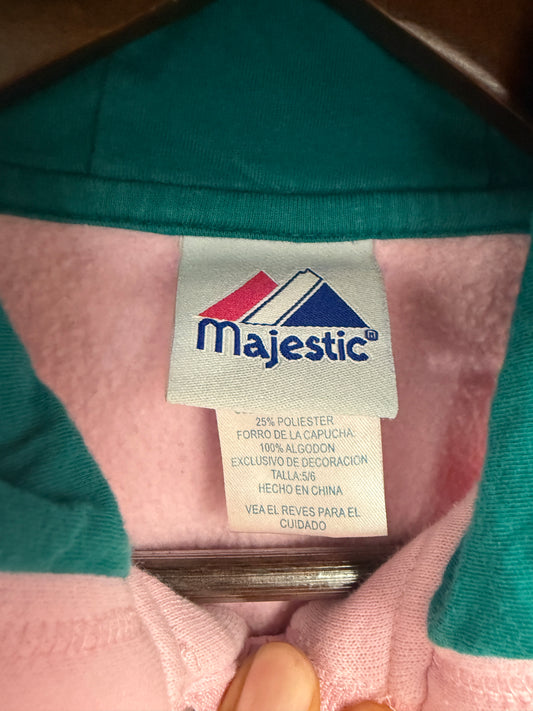 Majestic
25% POLIESTER
FORRO DE LA CAPUCHA:
100% ALGODON
EXCLUSIVO DE DECORACION
TALLA:5/6
HECHO EN CHINA
VEA EL REVES PARA EL
CUIDADO